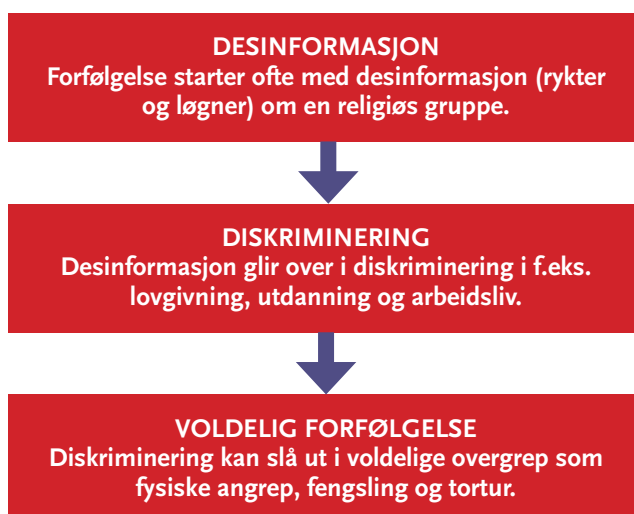 DESINFORMASJON
Forfølgelse starter ofte med desinformasjon (rykter
og løgner) om en religiøs gruppe.
DISKRIMINERING
Desinformasjon glir over i diskriminering i f.eks.
lovgivning, utdanning og arbeidsliv.
VOLDELIG FORFØLGELSE
Diskriminering kan slå ut i voldelige overgrep som
fysiske angrep, fengsling og tortur.